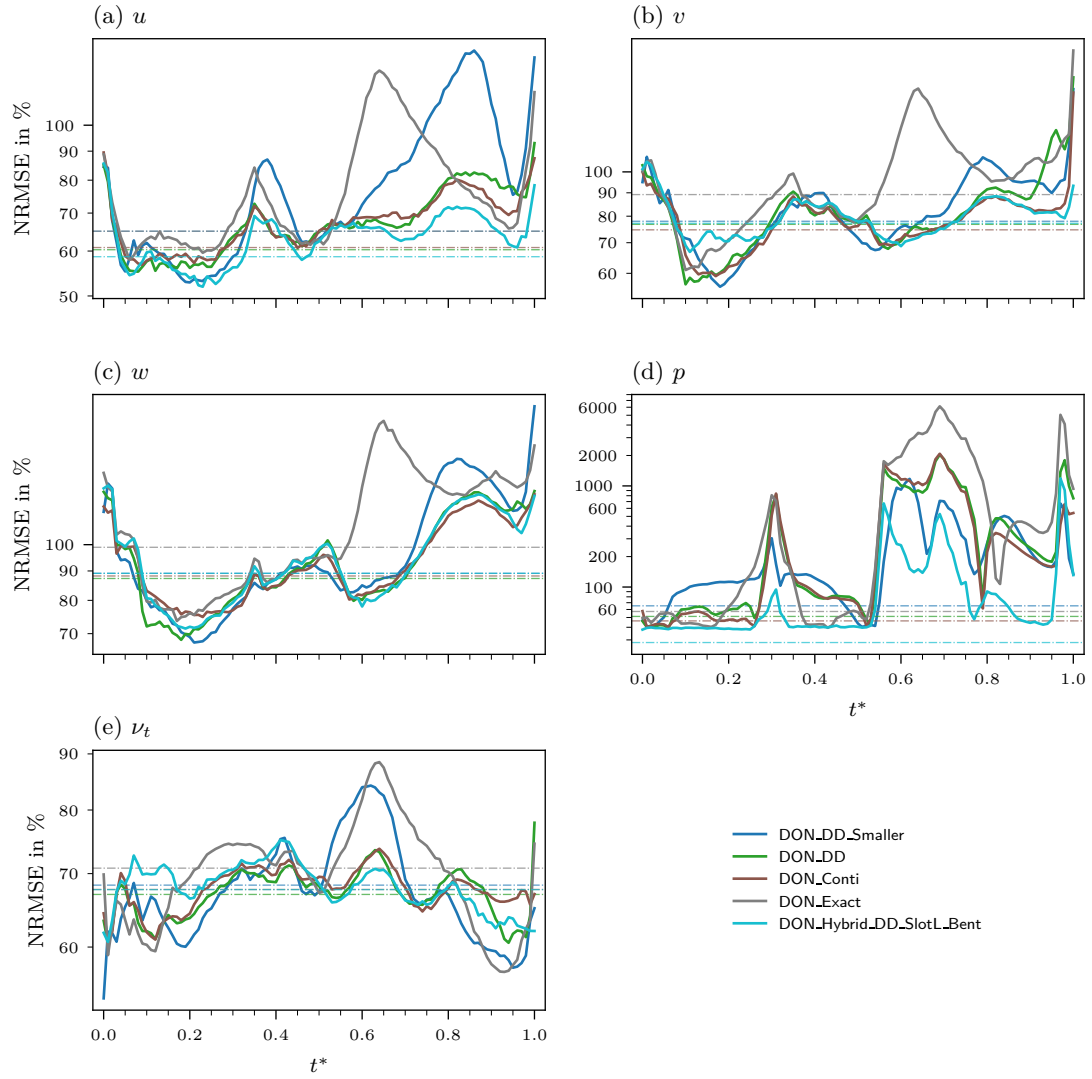 (a) u
(b) v
NRMSE in %
100
90
80
70
60
50
100
90
80
70
60
(c) w
(d) p
NRMSE in %
100
90
80
70
6000
2000
1000
600
200
100
60
0.0 0.2 0.4 0.6 0.8 1.0
t*
(e) νt
NRMSE in %
90
80
70
60
0.0 0.2 0.4 0.6 0.8 1.0
t*
DON_DD_Smaller
DON_DD
DON_Conti
DON_Exact
DON_Hybrid_DD_SlotL_Bent